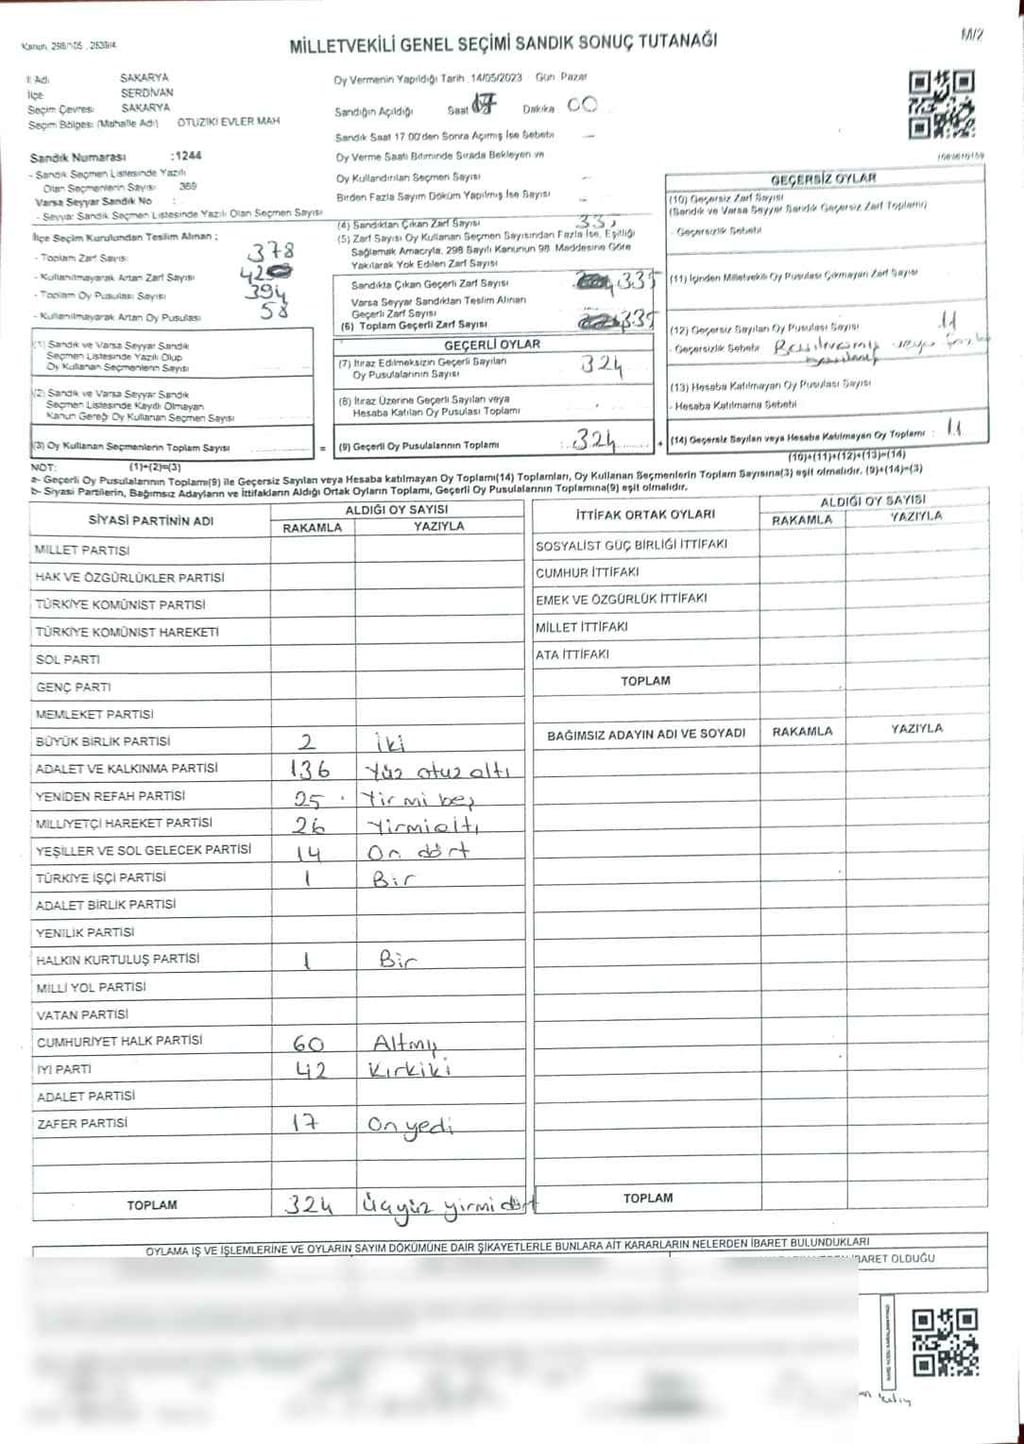 Kanun 298/105 , 2839/4
MİLLETVEKİLİ GENEL SEÇİMİ SANDIK SONUÇ TUTANAĞI
M/2
İl Adı SAKARYA
İlçe SERDİVAN
Seçim Çevresi SAKARYA
Seçim Bölgesi (Mahalle Adı) OTUZİKİ EVLER MAH
Sandık Numarası :1244
- Sandık Seçmen Listesinde Yazılı
Olan Seçmenlerin Sayısı 369
Varsa Seyyar Sandık No :
- Seyyar Sandık Seçmen Listesinde Yazılı Olan Seçmen Sayısı
İlçe Seçim Kurulundan Teslim Alınan ;
- Toplam Zarf Sayısı 378
- Kullanılmayarak Artan Zarf Sayısı 42
- Toplam Oy Pusulası Sayısı 394
- Kullanılmayarak Artan Oy Pusulası 58
(1) Sandık ve Varsa Seyyar Sandık
Seçmen Listesinde Yazılı Olup
Oy Kullanan Seçmenlerin Sayısı
(2) Sandık ve Varsa Seyyar Sandık
Seçmen Listesinde Kaydı Olmayan
Kanun Gereği Oy Kullanan Seçmen Sayısı
(3) Oy Kullanan Seçmenlerin Toplam Sayısı =
Oy Vermenin Yapıldığı Tarih :14/05/2023 Gün Pazar
Sandığın Açıldığı Saat 17 Dakika 00
Sandık Saat 17.00'den Sonra Açılmış İse Sebebi —
Oy Verme Saati Bitiminde Sırada Bekleyen ve
Oy Kullandırılan Seçmen Sayısı -
Birden Fazla Sayım Döküm Yapılmış İse Sayısı -
(4) Sandıktan Çıkan Zarf Sayısı 335
(5) Zarf Sayısı Oy Kullanan Seçmen Sayısından Fazla İse, Eşitliği
Sağlamak Amacıyla, 298 Sayılı Kanunun 98. Maddesine Göre
Yakılarak Yok Edilen Zarf Sayısı
Sandıkta Çıkan Geçerli Zarf Sayısı 335
Varsa Seyyar Sandıktan Teslim Alınan
Geçerli Zarf Sayısı
(6) Toplam Geçerli Zarf Sayısı 335
GEÇERLİ OYLAR
(7) İtiraz Edilmeksizin Geçerli Sayılan
Oy Pusulalarının Sayısı 324
(8) İtiraz Üzerine Geçerli Sayılan veya
Hesaba Katılan Oy Pusulası Toplamı
(9) Geçerli Oy Pusulalarının Toplamı : 324 +
1689610159
GEÇERSİZ OYLAR
(10) Geçersiz Zarf Sayısı
(Sandık ve Varsa Seyyar Sandık Geçersiz Zarf Toplamı)
- Geçersizlik Sebebi
(11) İçinden Milletvekili Oy Pusulası Çıkmayan Zarf Sayısı
(12) Geçersiz Sayılan Oy Pusulası Sayısı 11
- Geçersizlik Sebebi Basılmamış veya fazla
(13) Hesaba Katılmayan Oy Pusulası Sayısı
- Hesaba Katılmama Sebebi
(14) Geçersiz Sayılan veya Hesaba Katılmayan Oy Toplamı : 11
(10)+(11)+(12)+(13)=(14)
NOT: (1)+(2)=(3)
a- Geçerli Oy Pusulalarının Toplamı(9) ile Geçersiz Sayılan veya Hesaba katılmayan Oy Toplamı(14) Toplamları, Oy Kullanan Seçmenlerin Toplam Sayısına(3) eşit olmalıdır. (9)+(14)=(3)
b- Siyasi Partilerin, Bağımsız Adayların ve İttifakların Aldığı Ortak Oyların Toplamı, Geçerli Oy Pusulalarının Toplamına(9) eşit olmalıdır.
SİYASİ PARTİNİN ADI ALDIĞI OY SAYISI
RAKAMLA YAZIYLA
MİLLET PARTİSİ
HAK VE ÖZGÜRLÜKLER PARTİSİ
TÜRKİYE KOMÜNİST PARTİSİ
TÜRKİYE KOMÜNİST HAREKETİ
SOL PARTİ
GENÇ PARTİ
MEMLEKET PARTİSİ
BÜYÜK BİRLİK PARTİSİ 2 iki
ADALET VE KALKINMA PARTİSİ 136 Yüz otuz altı
YENİDEN REFAH PARTİSİ 25 Yirmi beş
MİLLİYETÇİ HAREKET PARTİSİ 26 Yirmialtı
YEŞİLLER VE SOL GELECEK PARTİSİ 14 On dört
TÜRKİYE İŞÇİ PARTİSİ 1 Bir
ADALET BİRLİK PARTİSİ
YENİLİK PARTİSİ
HALKIN KURTULUŞ PARTİSİ 1 Bir
MİLLİ YOL PARTİSİ
VATAN PARTİSİ
CUMHURİYET HALK PARTİSİ 60 Altmış
İYİ PARTİ 42 Kırkiki
ADALET PARTİSİ
ZAFER PARTİSİ 17 Onyedi
TOPLAM 324 Üçyüz yirmi dört
İTTİFAK ORTAK OYLARI ALDIĞI OY SAYISI
RAKAMLA YAZIYLA
SOSYALİST GÜÇ BİRLİĞİ İTTİFAKI
CUMHUR İTTİFAKI
EMEK VE ÖZGÜRLÜK İTTİFAKI
MİLLET İTTİFAKI
ATA İTTİFAKI
TOPLAM
BAĞIMSIZ ADAYIN ADI VE SOYADI RAKAMLA YAZIYLA
TOPLAM
OYLAMA İŞ VE İŞLEMLERİNE VE OYLARIN SAYIM DÖKÜMÜNE DAİR ŞİKAYETLERLE BUNLARA AİT KARARLARIN NELERDEN İBARET BULUNDUKLARI
İBARET OLDUĞU